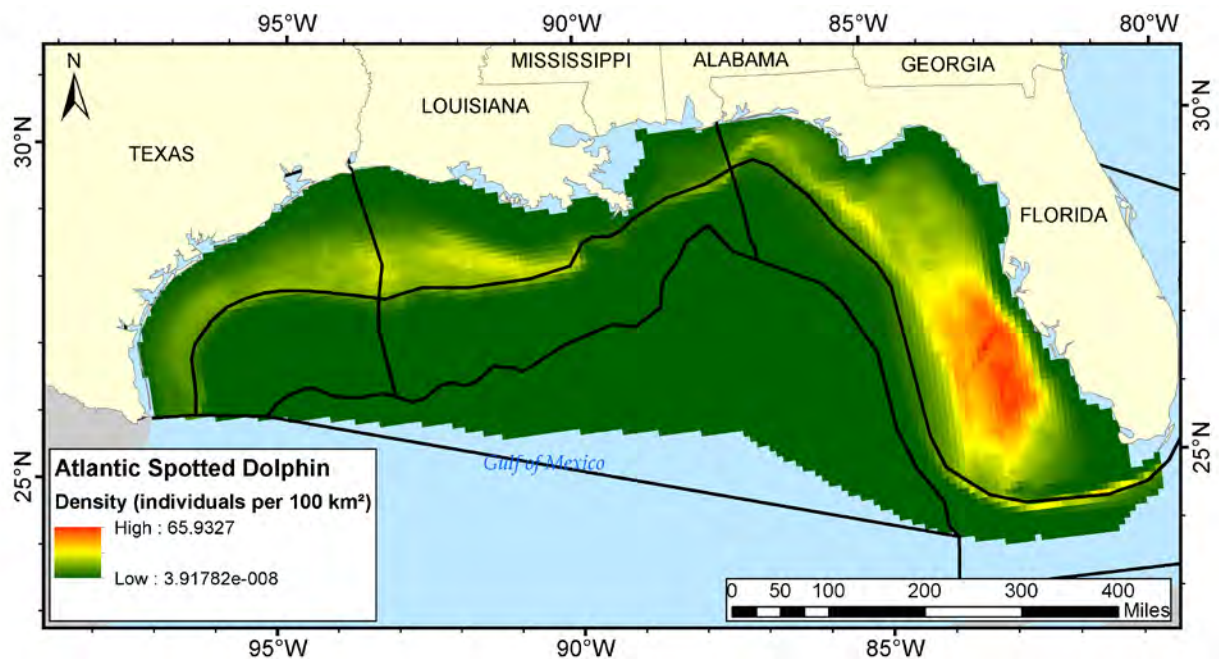 95°W 90°W 85°W 80°W
N
MISSISSIPPI ALABAMA GEORGIA
LOUISIANA
TEXAS
30°N 30°N
FLORIDA
25°N 25°N
Gulf of Mexico
Atlantic Spotted Dolphin
Density (individuals per 100 km²)
High : 65.9327
Low : 3.91782e-008
0 50 100 200 300 400
Miles
95°W 90°W 85°W 80°W